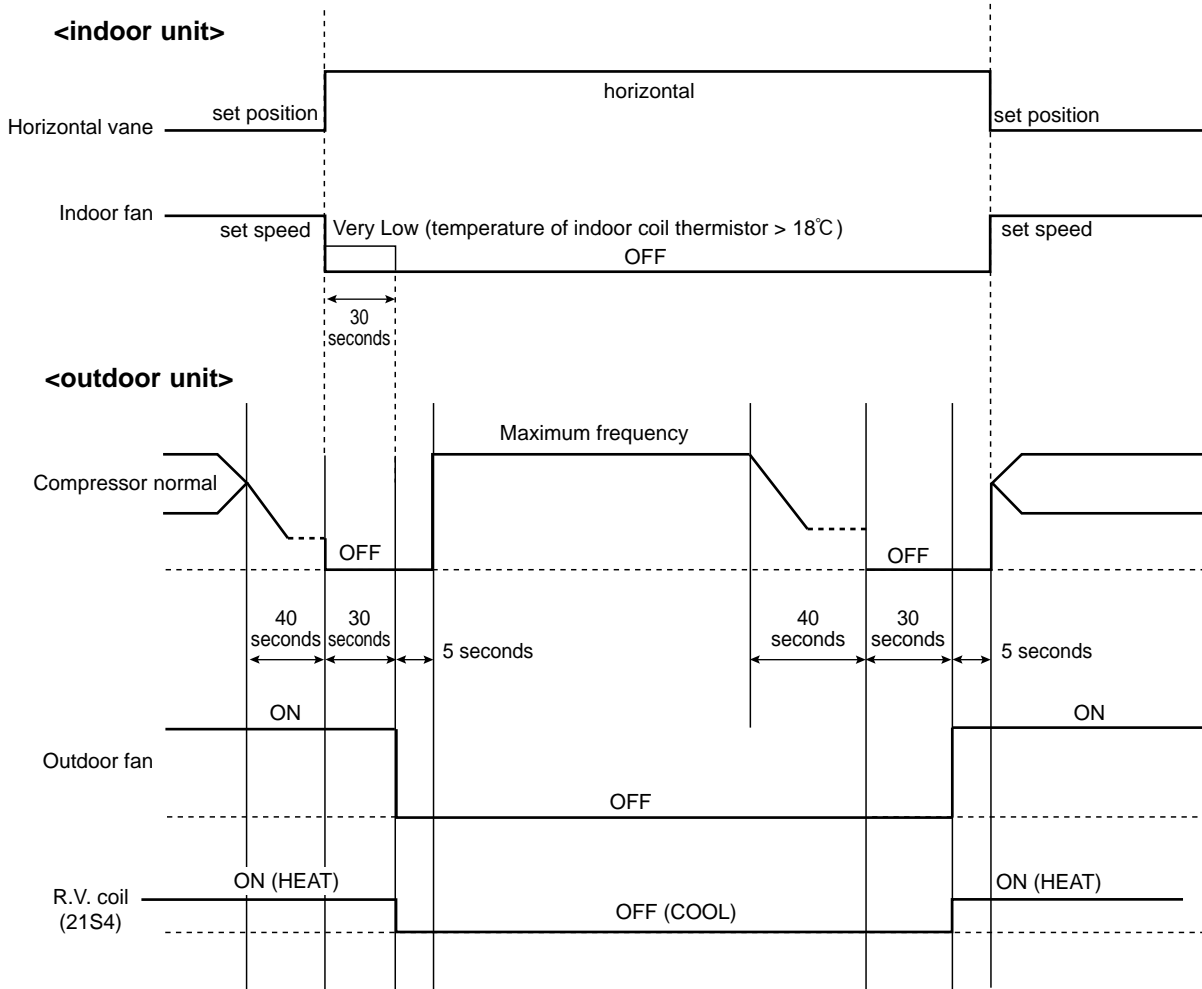 <indoor unit>
horizontal
set position
set position
Horizontal vane
Indoor fan
set speed
Very Low (temperature of indoor coil thermistor > 18℃)
set speed
OFF
30
seconds
<outdoor unit>
Maximum frequency
Compressor normal
OFF
OFF
40
seconds
30
seconds
5 seconds
40
seconds
30
seconds
5 seconds
ON
ON
Outdoor fan
OFF
ON (HEAT)
ON (HEAT)
R.V. coil
(21S4)
OFF (COOL)